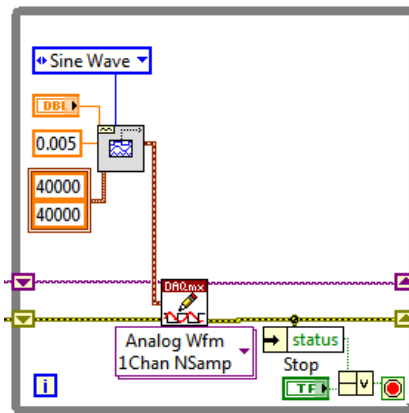 Sine Wave
DBL
0.005
40000
40000
DAQmx
Analog Wfm
1Chan NSamp
status
Stop
TF
V
i